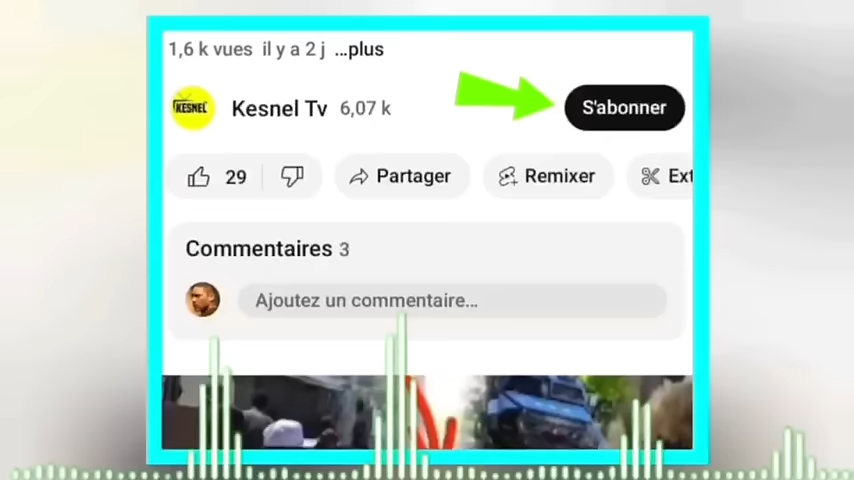 1,6 k vues il y a 2 j ...plus
KESNEL
Kesnel Tv 6,07 k
S'abonner
29
Partager
Remixer
Ext
Commentaires 3
Ajoutez un commentaire...